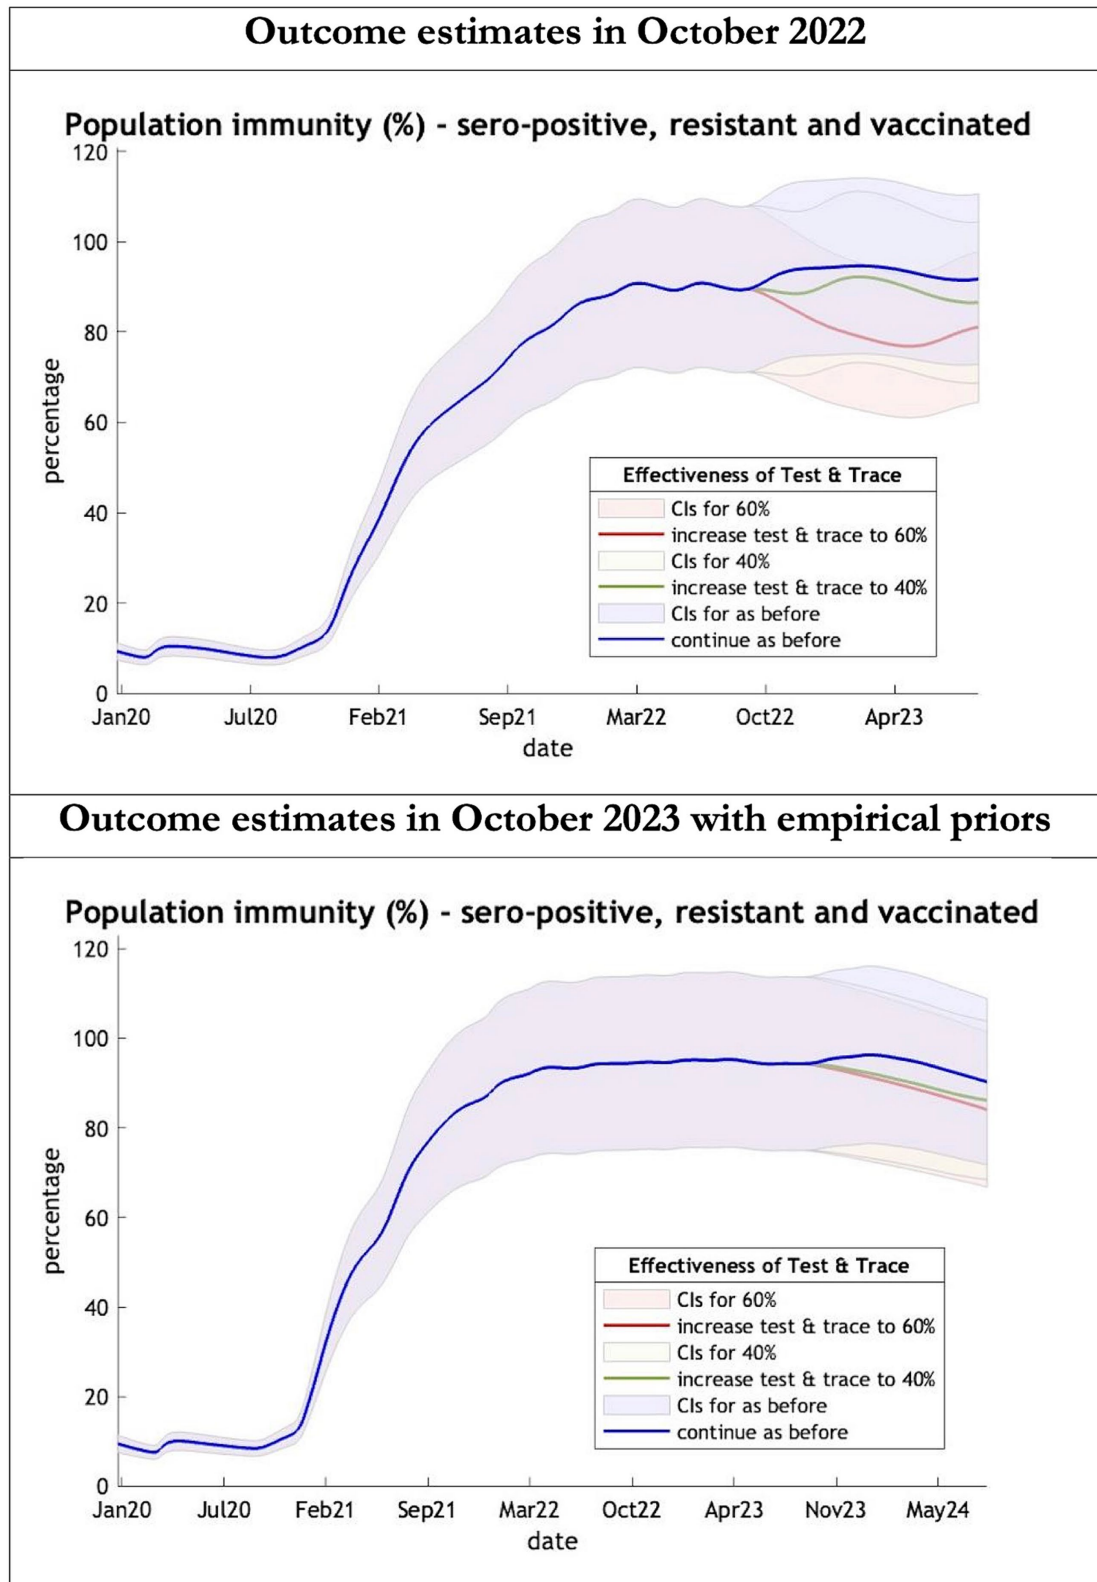 Outcome estimates in October 2022
Population immunity (%) - sero-positive, resistant and vaccinated
120
100
80
60
40
20
0
percentage
Jan20 Jul20 Feb21 Sep21 Mar22 Oct22 Apr23
date
Effectiveness of Test & Trace
CIs for 60%
increase test & trace to 60%
CIs for 40%
increase test & trace to 40%
CIs for as before
continue as before
Outcome estimates in October 2023 with empirical priors
Population immunity (%) - sero-positive, resistant and vaccinated
120
100
80
60
40
20
0
percentage
Jan20 Jul20 Feb21 Sep21 Mar22 Oct22 Apr23 Nov23 May24
date
Effectiveness of Test & Trace
CIs for 60%
increase test & trace to 60%
CIs for 40%
increase test & trace to 40%
CIs for as before
continue as before